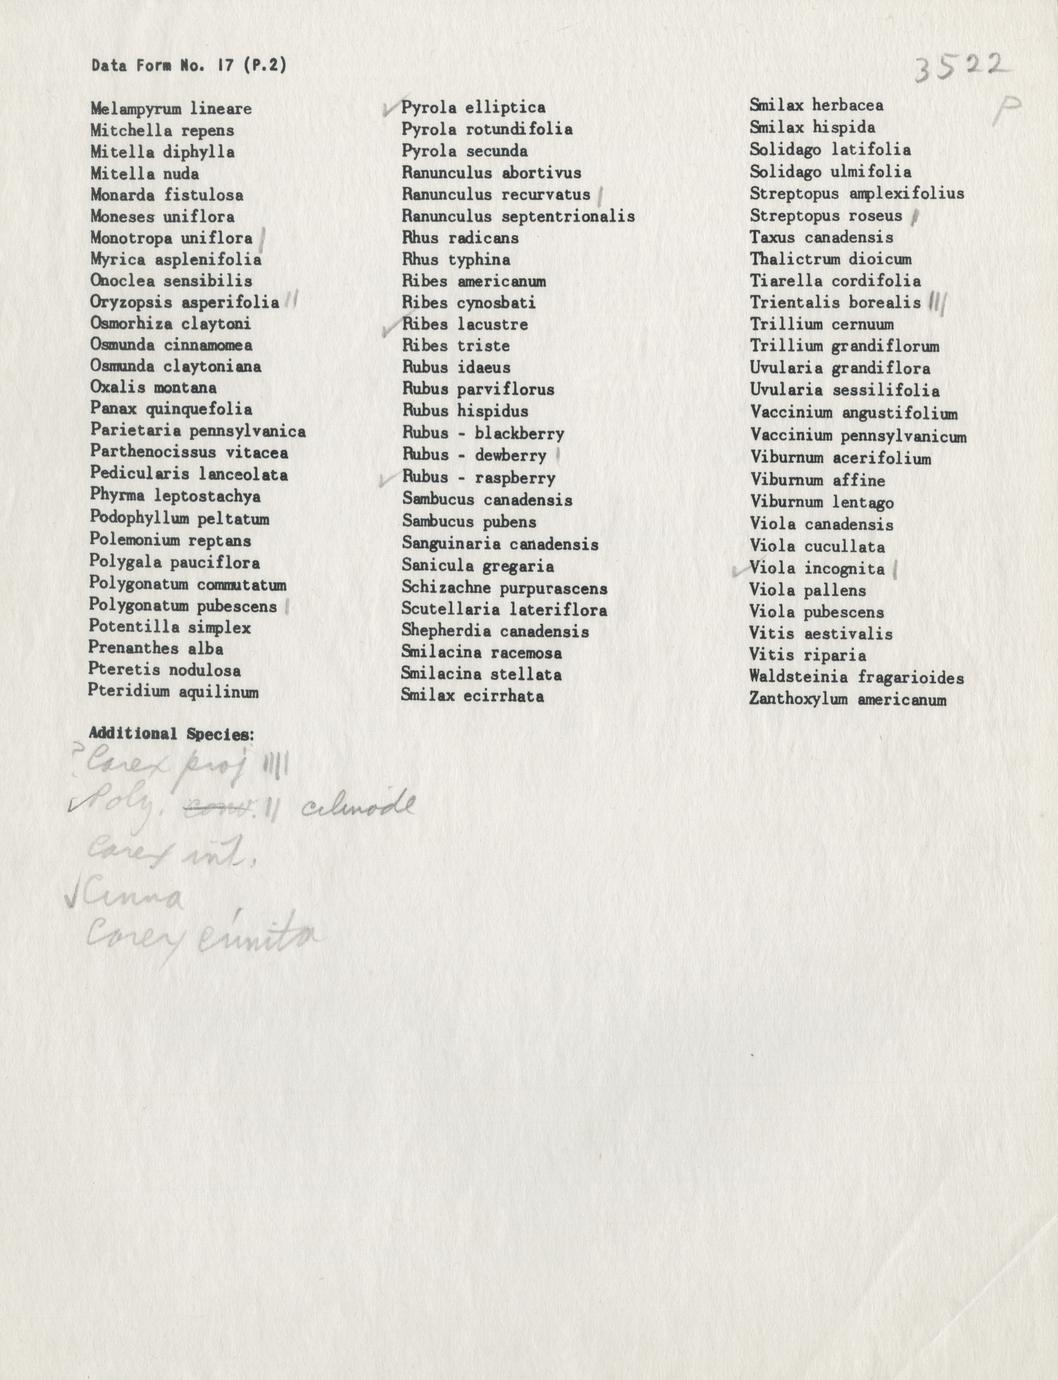 Data Form No. 17 (P.2)
3522
P
Melampyrum lineare
Mitchella repens
Mitella diphylla
Mitella nuda
Monarda fistulosa
Moneses uniflora
Monotropa uniflora |
Myrica asplenifolia
Onoclea sensibilis
Oryzopsis asperifolia ||
Osmorhiza claytoni
Osmunda cinnamomea
Osmunda claytoniana
Oxalis montana
Panax quinquefolia
Parietaria pennsylvanica
Parthenocissus vitacea
Pedicularis lanceolata
Phyrma leptostachya
Podophyllum peltatum
Polemonium reptans
Polygala pauciflora
Polygonatum commutatum
Polygonatum pubescens |
Potentilla simplex
Prenanthes alba
Pteretis nodulosa
Pteridium aquilinum
✓ Pyrola elliptica
Pyrola rotundifolia
Pyrola secunda
Ranunculus abortivus
Ranunculus recurvatus |
Ranunculus septentrionalis
Rhus radicans
Rhus typhina
Ribes americanum
Ribes cynosbati
✓ Ribes lacustre
Ribes triste
Rubus idaeus
Rubus parviflorus
Rubus hispidus
Rubus - blackberry
Rubus - dewberry |
✓ Rubus - raspberry
Sambucus canadensis
Sambucus pubens
Sanguinaria canadensis
Sanicula gregaria
Schizachne purpurascens
Scutellaria lateriflora
Shepherdia canadensis
Smilacina racemosa
Smilacina stellata
Smilax ecirrhata
Smilax herbacea
Smilax hispida
Solidago latifolia
Solidago ulmifolia
Streptopus amplexifolius
Streptopus roseus |
Taxus canadensis
Thalictrum dioicum
Tiarella cordifolia
Trientalis borealis |||
Trillium cernuum
Trillium grandiflorum
Uvularia grandiflora
Uvularia sessilifolia
Vaccinium angustifolium
Vaccinium pennsylvanicum
Viburnum acerifolium
Viburnum affine
Viburnum lentago
Viola canadensis
Viola cucullata
✓ Viola incognita |
Viola pallens
Viola pubescens
Vitis aestivalis
Vitis riparia
Waldsteinia fragarioides
Zanthoxylum americanum
Additional Species:
? Carex proj ||||
✓ Poly. conv. || cilinode
Carex int.
✓ Cinna
Carex crinita